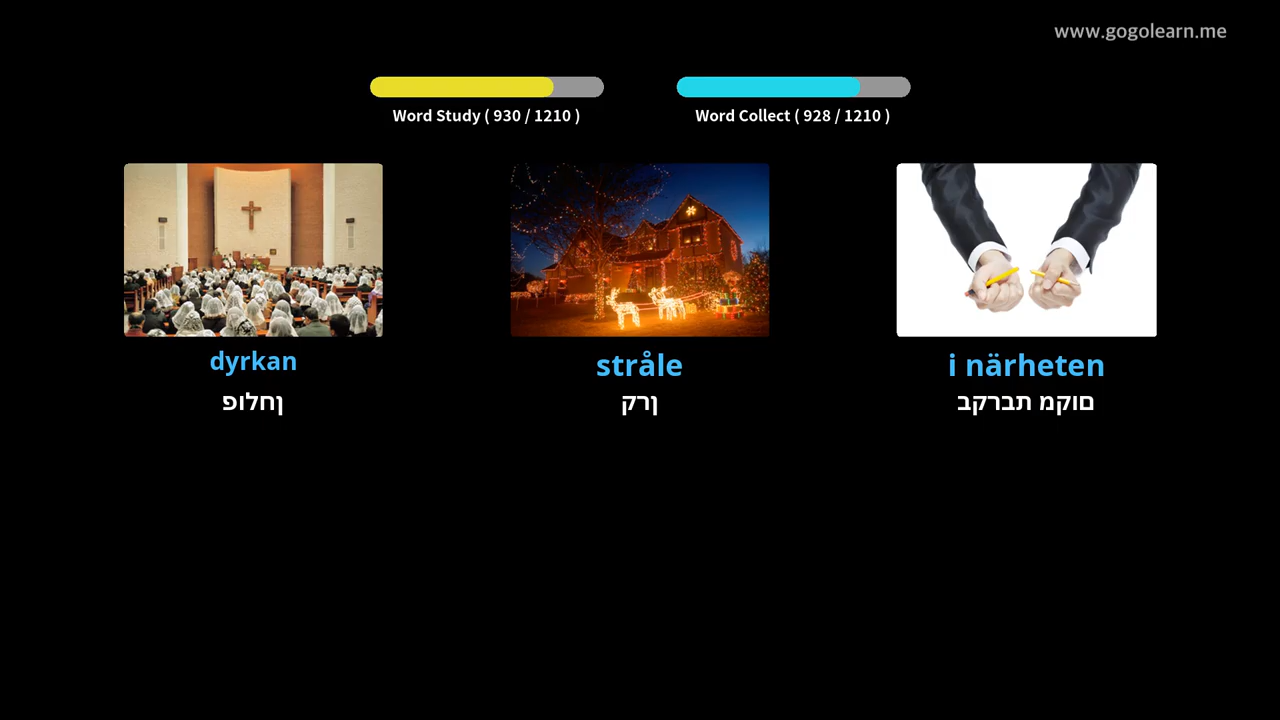 www.gogolearn.me
Word Study ( 930 / 1210 )
Word Collect ( 928 / 1210 )
dyrkan
פולחן
stråle
קרן
i närheten
בקרבת מקום